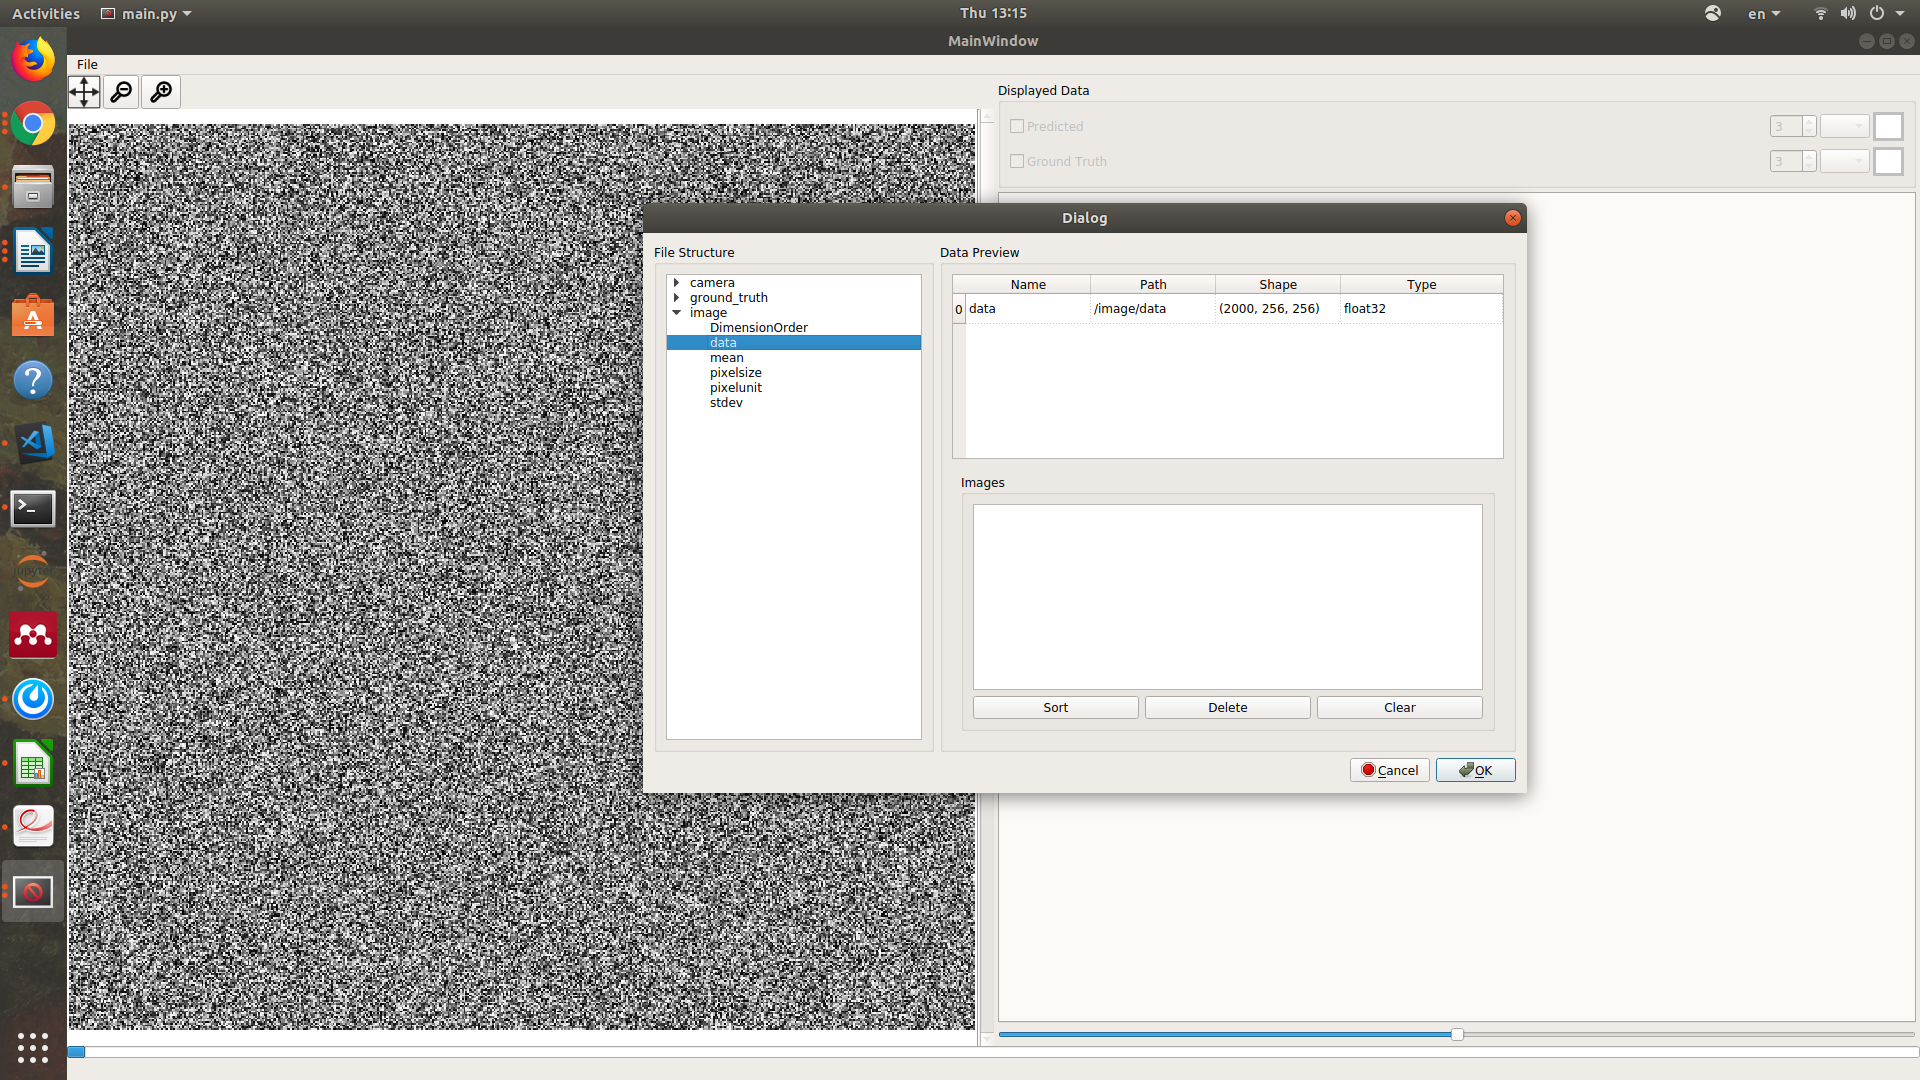 Activities main.py Thu 13:15 en
MainWindow
File
Displayed Data
Predicted 3
Ground Truth 3
Dialog
File Structure
camera
ground_truth
image
DimensionOrder
data
mean
pixelsize
pixelunit
stdev
Data Preview
Name Path Shape Type
0 data /image/data (2000, 256, 256) float32
Images
Sort Delete Clear
Cancel OK
jupyter